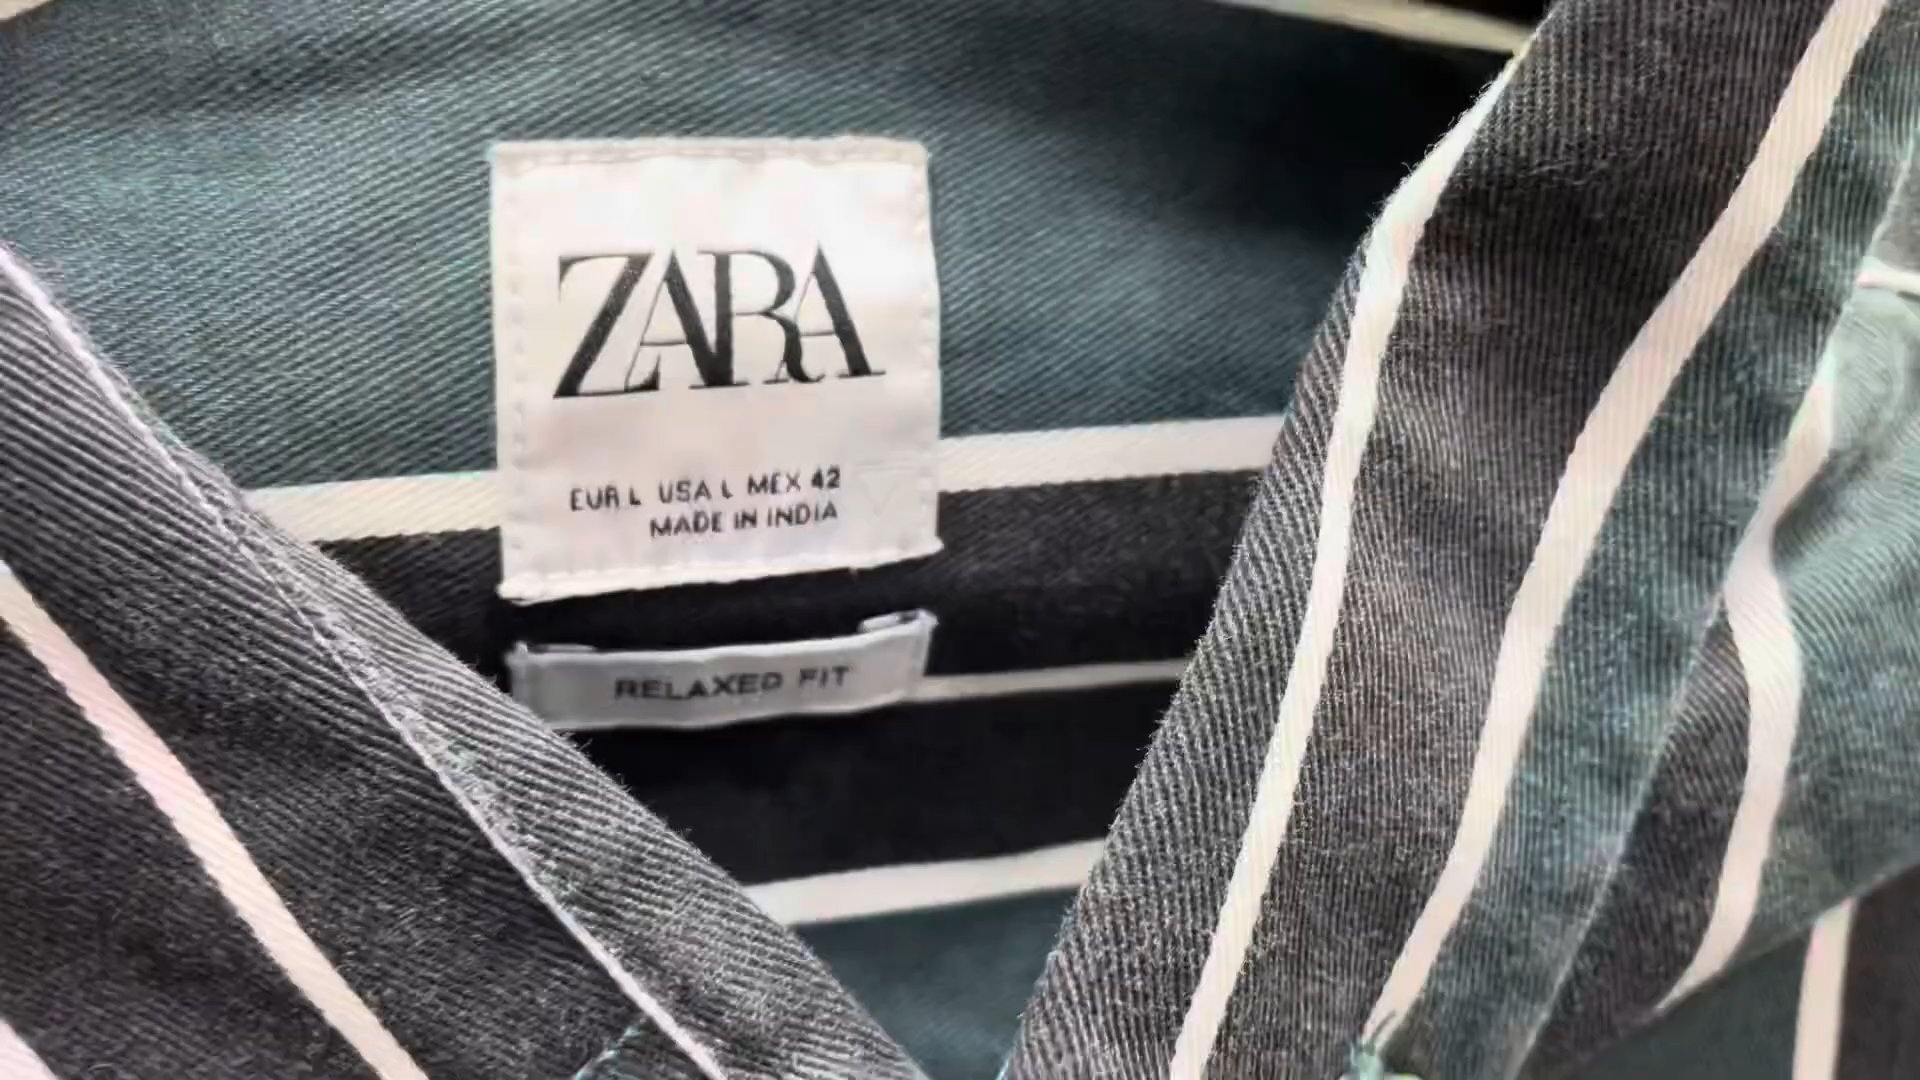 ZARA
EUR L USA L MEX 42
MADE IN INDIA
RELAXED FIT